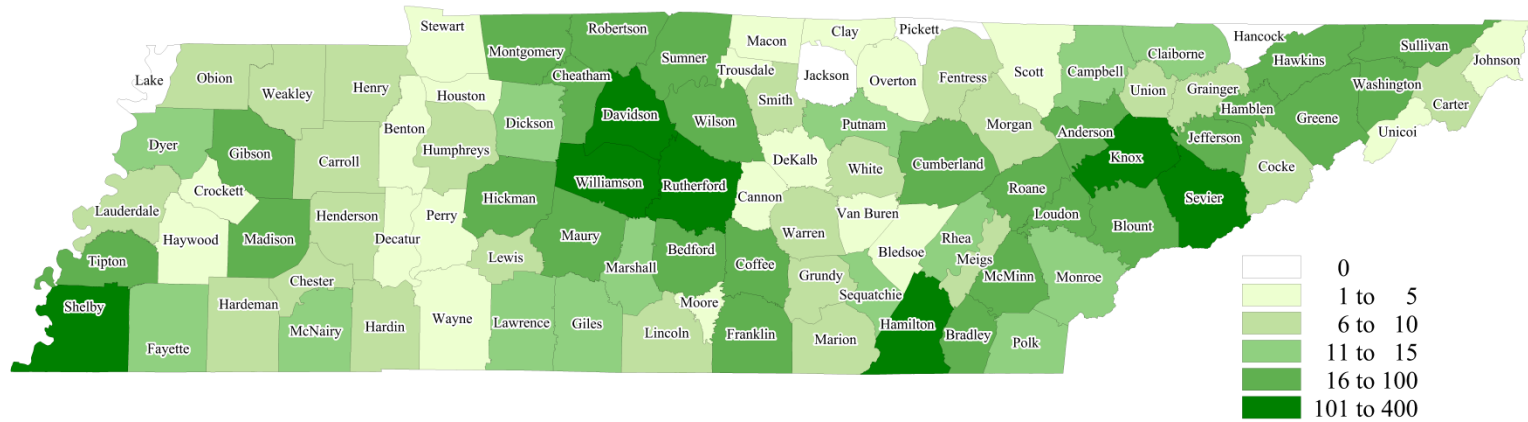 Stewart
Robertson
Montgomery
Sumner
Macon
Clay
Pickett
Hancock
Sullivan
Johnson
Lake
Obion
Weakley
Henry
Houston
Cheatham
Trousdale
Jackson
Overton
Fentress
Scott
Campbell
Claiborne
Hawkins
Union
Grainger
Washington
Hamblen
Carter
Unicoi
Greene
Benton
Dickson
Davidson
Wilson
Smith
Putnam
Morgan
Anderson
Jefferson
Dyer
Gibson
Carroll
Humphreys
DeKalb
White
Cumberland
Knox
Cocke
Crockett
Hickman
Williamson
Rutherford
Cannon
Roane
Sevier
Lauderdale
Henderson
Perry
Van Buren
Loudon
Blount
Haywood
Madison
Decatur
Maury
Bedford
Warren
Rhea
Tipton
Lewis
Marshall
Coffee
Bledsoe
Meigs
McMinn
Monroe
Chester
Grundy
Sequatchie
Shelby
Hardeman
Moore
Fayette
McNairy
Hardin
Wayne
Lawrence
Giles
Lincoln
Franklin
Marion
Hamilton
Bradley
Polk
0
1 to 5
6 to 10
11 to 15
16 to 100
101 to 400